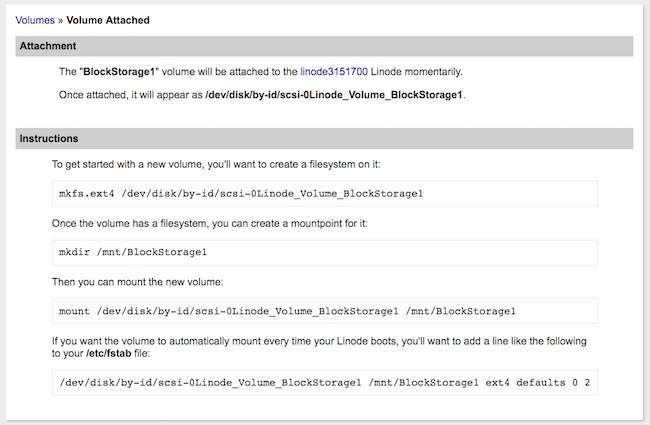 Volumes » Volume Attached
Attachment
The "BlockStorage1" volume will be attached to the linode3151700 Linode momentarily.
Once attached, it will appear as /dev/disk/by-id/scsi-0Linode_Volume_BlockStorage1.
Instructions
To get started with a new volume, you'll want to create a filesystem on it:
mkfs.ext4 /dev/disk/by-id/scsi-0Linode_Volume_BlockStorage1
Once the volume has a filesystem, you can create a mountpoint for it:
mkdir /mnt/BlockStorage1
Then you can mount the new volume:
mount /dev/disk/by-id/scsi-0Linode_Volume_BlockStorage1 /mnt/BlockStorage1
If you want the volume to automatically mount every time your Linode boots, you'll want to add a line like the following
to your /etc/fstab file:
/dev/disk/by-id/scsi-0Linode_Volume_BlockStorage1 /mnt/BlockStorage1 ext4 defaults 0 2